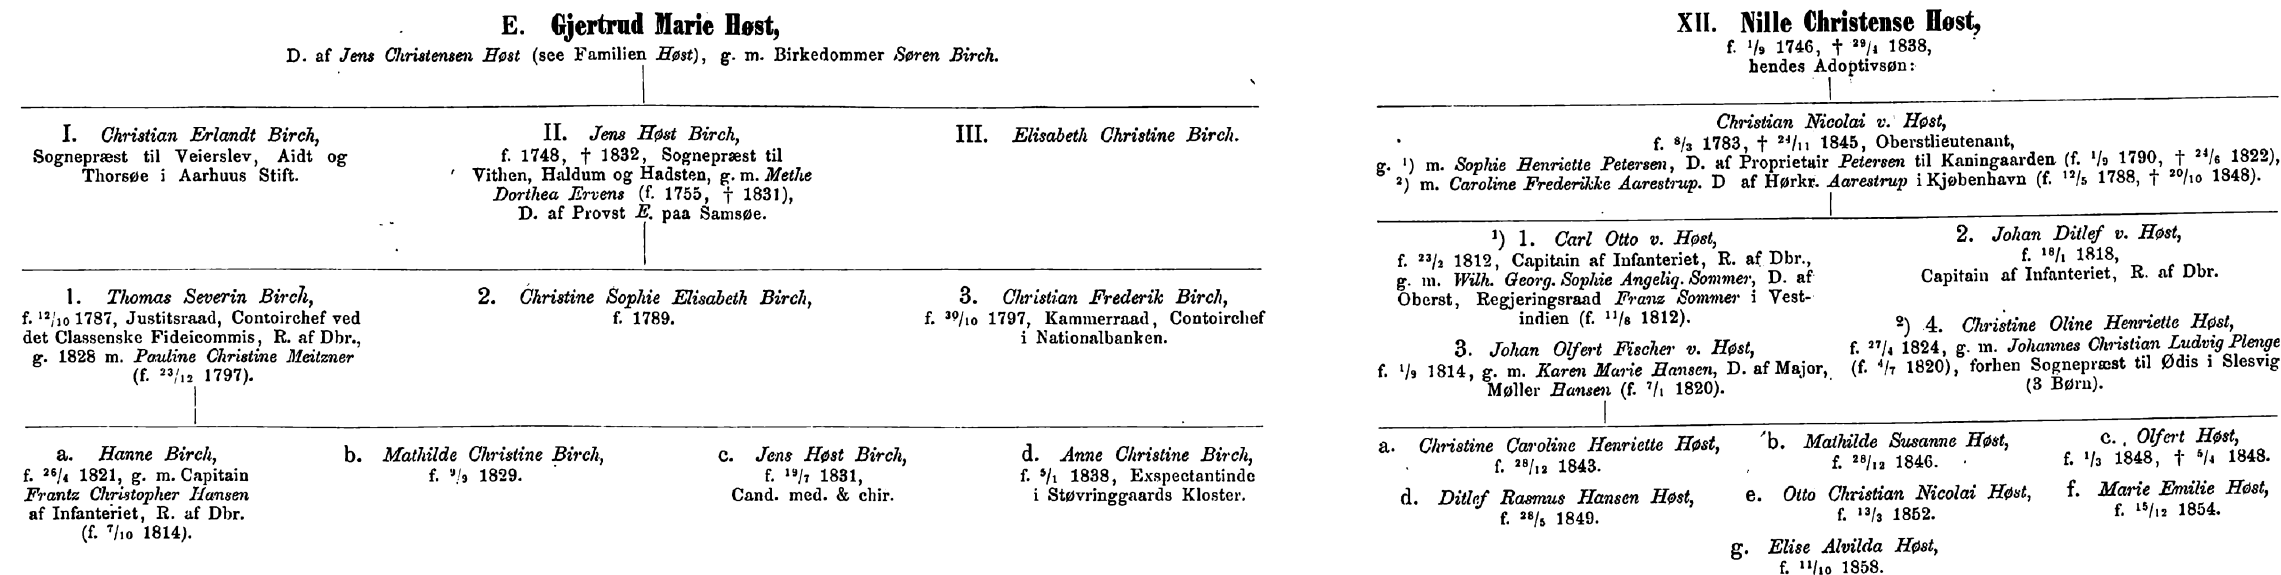 E. Gjertrud Marie Høst,
D. af Jens Christensen Høst (see Familien Høst), g. m. Birkedommer Søren Birch.
I. Christian Erlandt Birch,
Sognepræst til Veierslev, Aidt og
Thorsøe i Aarhuus Stift.
II. Jens Høst Birch,
f. 1748, † 1832, Sognepræst til
Vithen, Haldum og Hadsten, g. m. Methe
Dorthea Ervens (f. 1755, † 1831),
D. af Provst E. paa Samsøe.
III. Elisabeth Christine Birch.
1. Thomas Severin Birch,
f. 12/10 1787, Justitsraad, Contoirchef ved
det Classenske Fideicommis, R. af Dbr.,
g. 1828 m. Pauline Christine Meitzner
(f. 23/12 1797).
2. Christine Sophie Elisabeth Birch,
f. 1789.
3. Christian Frederik Birch,
f. 30/10 1797, Kammerraad, Contoirchef
i Nationalbanken.
a. Hanne Birch,
f. 26/4 1821, g. m. Capitain
Frantz Christopher Hansen
af Infanteriet, R. af Dbr.
(f. 7/10 1814).
b. Mathilde Christine Birch,
f. 9/9 1829.
c. Jens Høst Birch,
f. 19/7 1831,
Cand. med. & chir.
d. Anne Christine Birch,
f. 5/1 1838, Exspectantinde
i Støvringgaards Kloster.
XII. Nille Christense Høst,
f. 1/9 1746, † 29/4 1838,
hendes Adoptivsøn:
Christian Nicolai v. Høst,
f. 8/3 1783, † 24/11 1845, Oberstlieutenant,
g. 1) m. Sophie Henriette Petersen, D. af Proprietair Petersen til Kaningaarden (f. 1/9 1790, † 24/6 1822),
2) m. Caroline Frederikke Aarestrup. D af Hørkr. Aarestrup i Kjøbenhavn (f. 12/5 1788, † 20/10 1848).
1) 1. Carl Otto v. Høst,
f. 23/2 1812, Capitain af Infanteriet, R. af Dbr.,
g. m. Wilh. Georg. Sophie Angeliq. Sommer, D. af
Oberst, Regjeringsraad Franz Sommer i Vest-
indien (f. 11/8 1812).
2. Johan Ditlef v. Høst,
f. 18/1 1818,
Capitain af Infanteriet, R. af Dbr.
3. Johan Olfert Fischer v. Høst,
f. 1/9 1814, g. m. Karen Marie Hansen, D. af Major,
Møller Hansen (f. 7/1 1820).
2) 4. Christine Oline Henriette Høst,
f. 27/4 1824, g. m. Johannes Christian Ludvig Plenge
(f. 4/7 1820), forhen Sognepræst til Ødis i Slesvig
(3 Børn).
a. Christine Caroline Henriette Høst,
f. 28/12 1843.
b. Mathilde Susanne Høst,
f. 28/12 1846.
c. Olfert Høst,
f. 1/3 1848, † 5/4 1848.
d. Ditlef Rasmus Hansen Høst,
f. 28/5 1849.
e. Otto Christian Nicolai Høst,
f. 13/3 1852.
f. Marie Emilie Høst,
f. 15/12 1854.
g. Elise Alvilda Høst,
f. 11/10 1858.